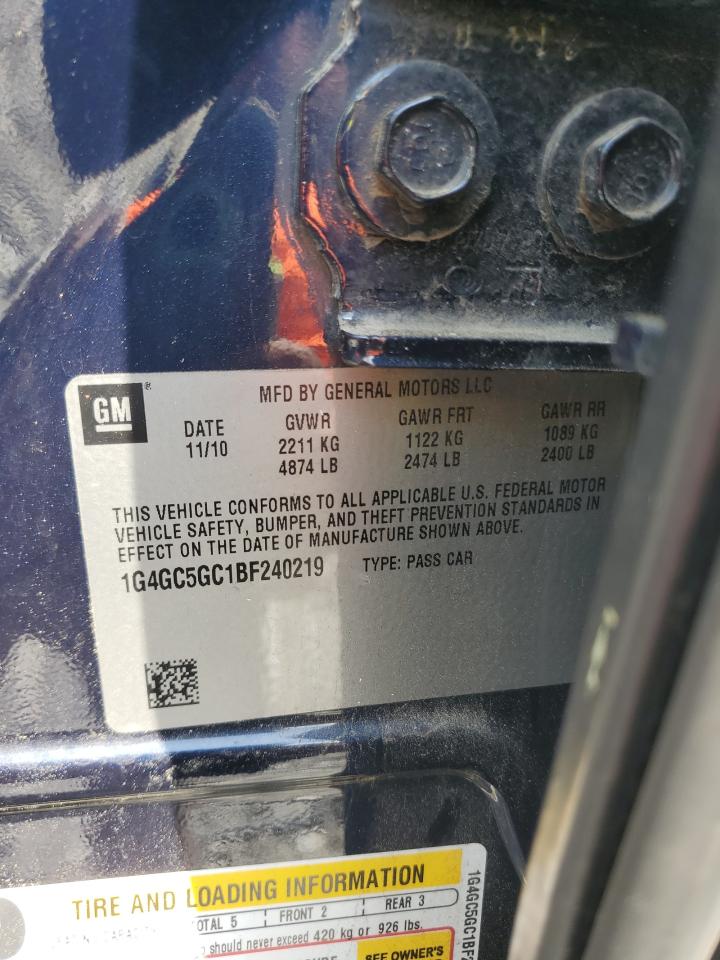 GM
®
MFD BY GENERAL MOTORS LLC
DATE GVWR GAWR FRT GAWR RR
11/10 2211 KG 1122 KG 1089 KG
4874 LB 2474 LB 2400 LB
THIS VEHICLE CONFORMS TO ALL APPLICABLE U.S. FEDERAL MOTOR
VEHICLE SAFETY, BUMPER, AND THEFT PREVENTION STANDARDS IN
EFFECT ON THE DATE OF MANUFACTURE SHOWN ABOVE.
1G4GC5GC1BF240219 TYPE: PASS CAR
TIRE AND LOADING INFORMATION
OTAL 5 FRONT 2 REAR 3
should never exceed 420 kg or 926 lbs.
SEE OWNER'S
1G4GC5GC1BF2